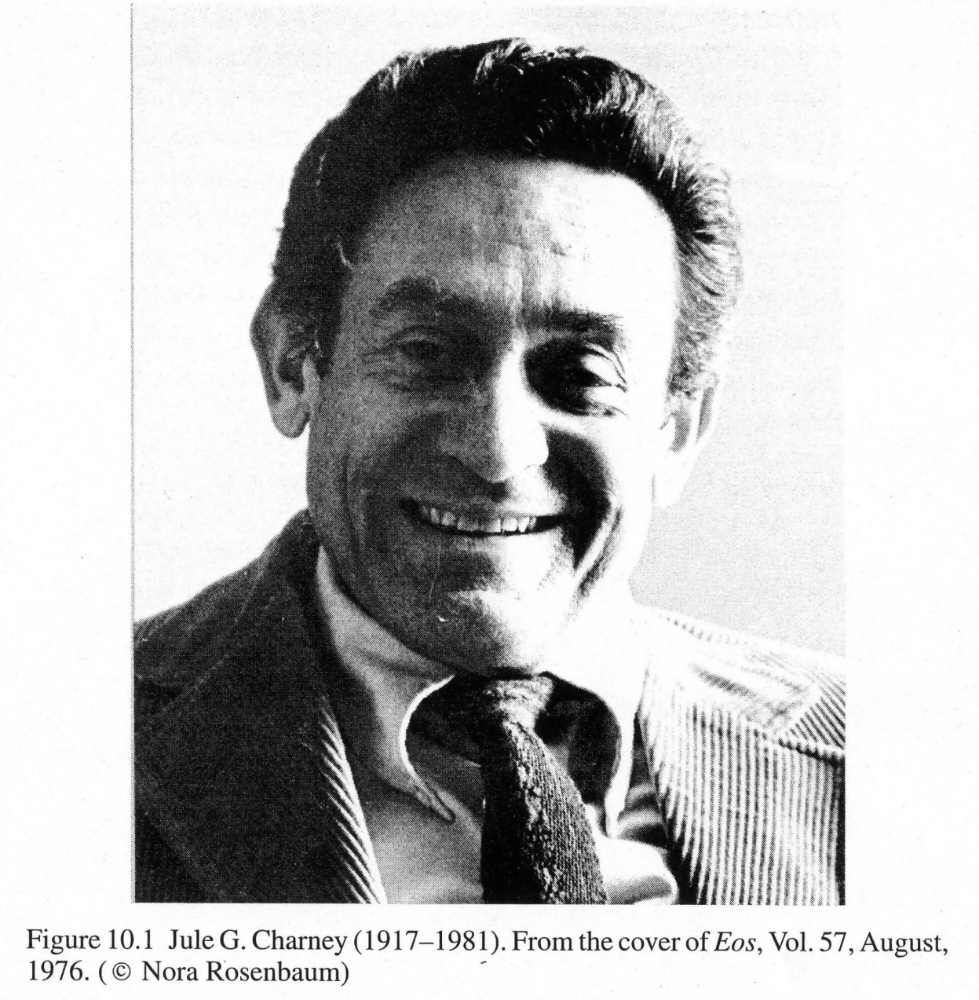 Figure 10.1 Jule G. Charney (1917–1981). From the cover of Eos, Vol. 57, August,
1976. (© Nora Rosenbaum)